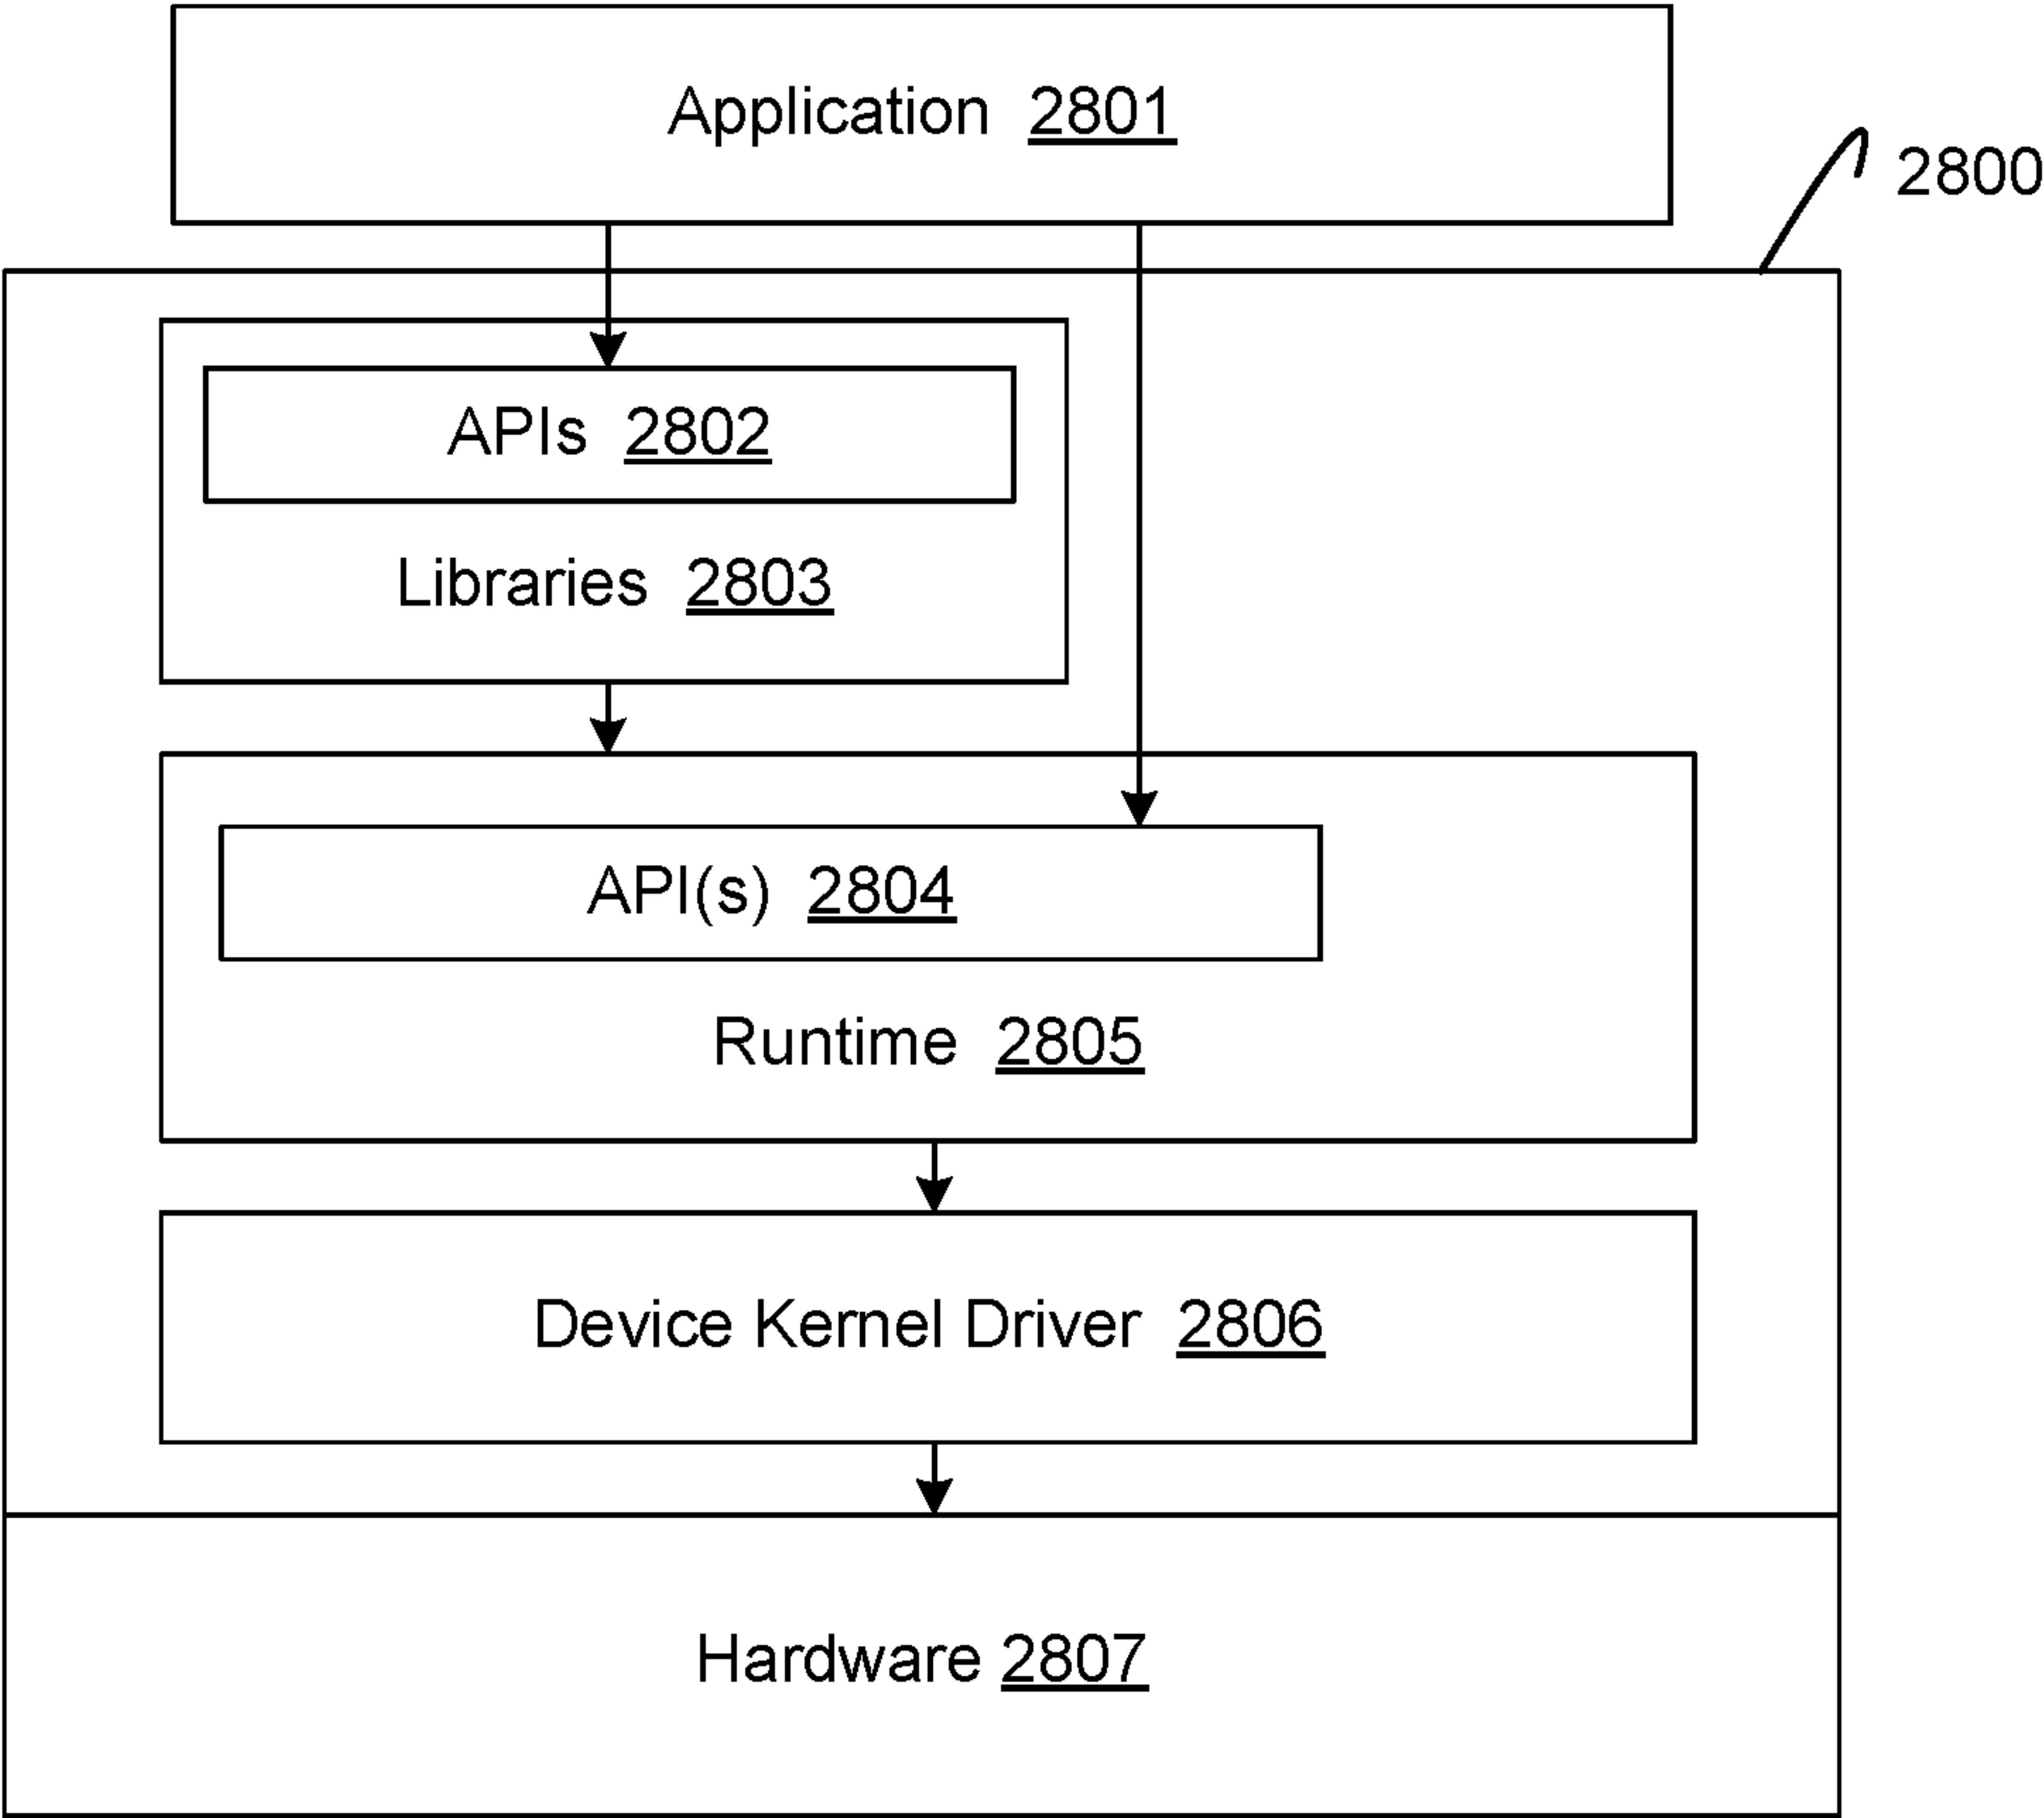 Application 2801
2800
APIs 2802
Libraries 2803
API(s) 2804
Runtime 2805
Device Kernel Driver 2806
Hardware 2807